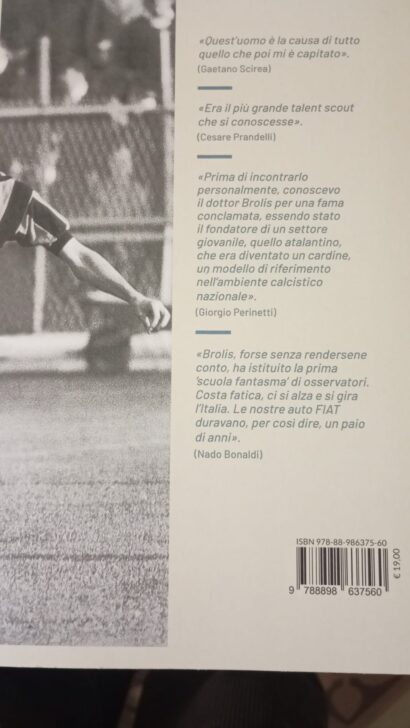 «Quest'uomo è la causa di tutto
quello che poi mi è capitato».
(Gaetano Scirea)
«Era il più grande talent scout
che si conoscesse».
(Cesare Prandelli)
«Prima di incontrarlo
personalmente, conoscevo
il dottor Brolis per una fama
conclamata, essendo stato
il fondatore di un settore
giovanile, quello atalantino,
che era diventato un cardine,
un modello di riferimento
nell'ambiente calcistico
nazionale».
(Giorgio Perinetti)
«Brolis, forse senza rendersene
conto, ha istituito la prima
'scuola fantasma' di osservatori.
Costa fatica, ci si alza e si gira
l'Italia. Le nostre auto FIAT
duravano, per così dire, un paio
di anni».
(Nado Bonaldi)
ISBN 978-88-986375-60
€ 19,00
9 788898 637560